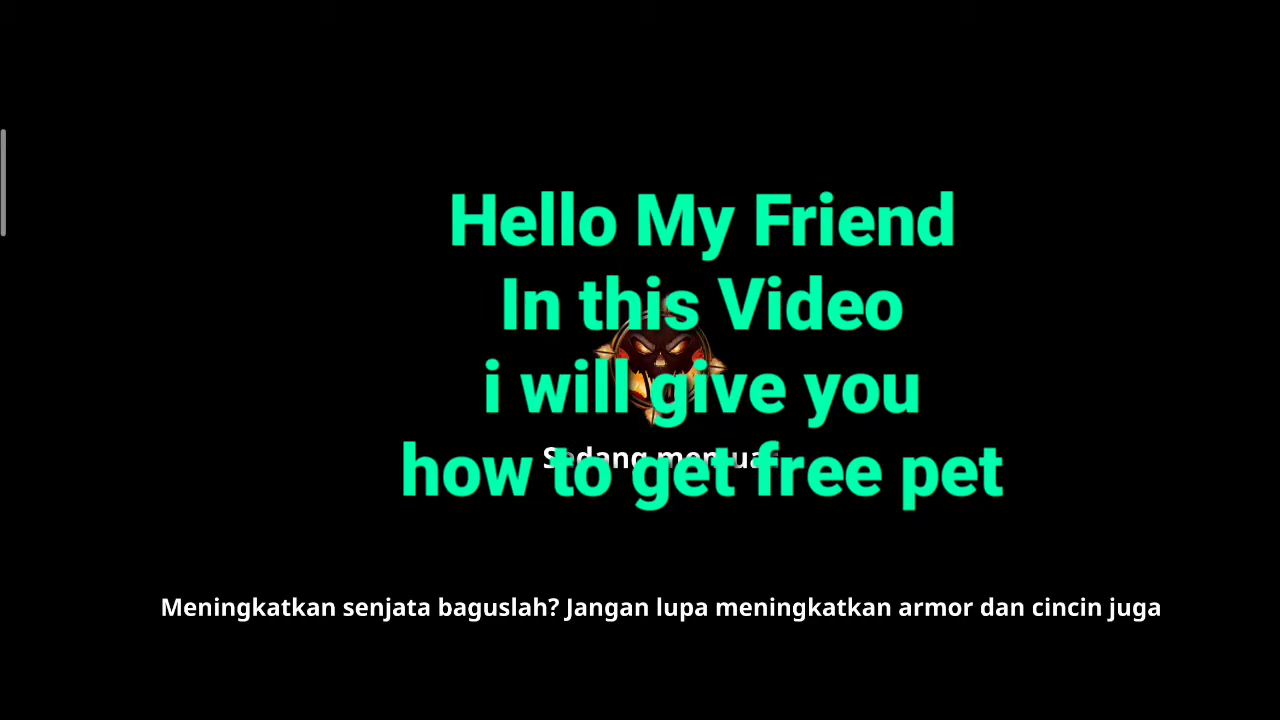 Hello My Friend
In this Video
i will give you
how to get free pet
Sedang
Meningkatkan senjata baguslah? Jangan lupa meningkatkan armor dan cincin juga